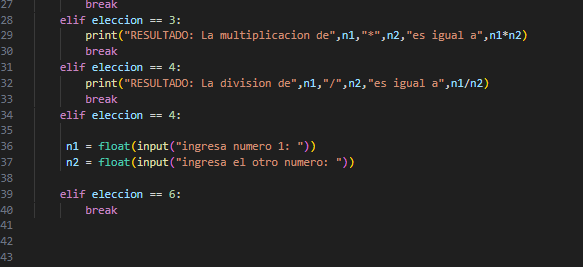 27 break
28 elif eleccion == 3:
29 print("RESULTADO: La multiplicacion de",n1,"*",n2,"es igual a",n1*n2)
30 break
31 elif eleccion == 4:
32 print("RESULTADO: La division de",n1,"/",n2,"es igual a",n1/n2)
33 break
34 elif eleccion == 4:
35
36 n1 = float(input("ingresa numero 1: "))
37 n2 = float(input("ingresa el otro numero: "))
38
39 elif eleccion == 6:
40 break
41
42
43